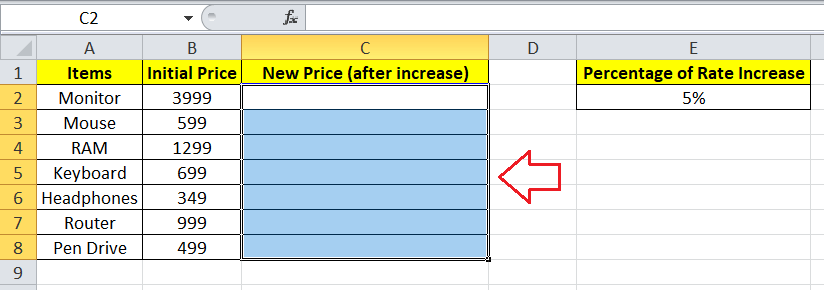 C2 fx
A B C D E
1 Items Initial Price New Price (after increase) Percentage of Rate Increase
2 Monitor 3999 5%
3 Mouse 599
4 RAM 1299
5 Keyboard 699
6 Headphones 349
7 Router 999
8 Pen Drive 499
9